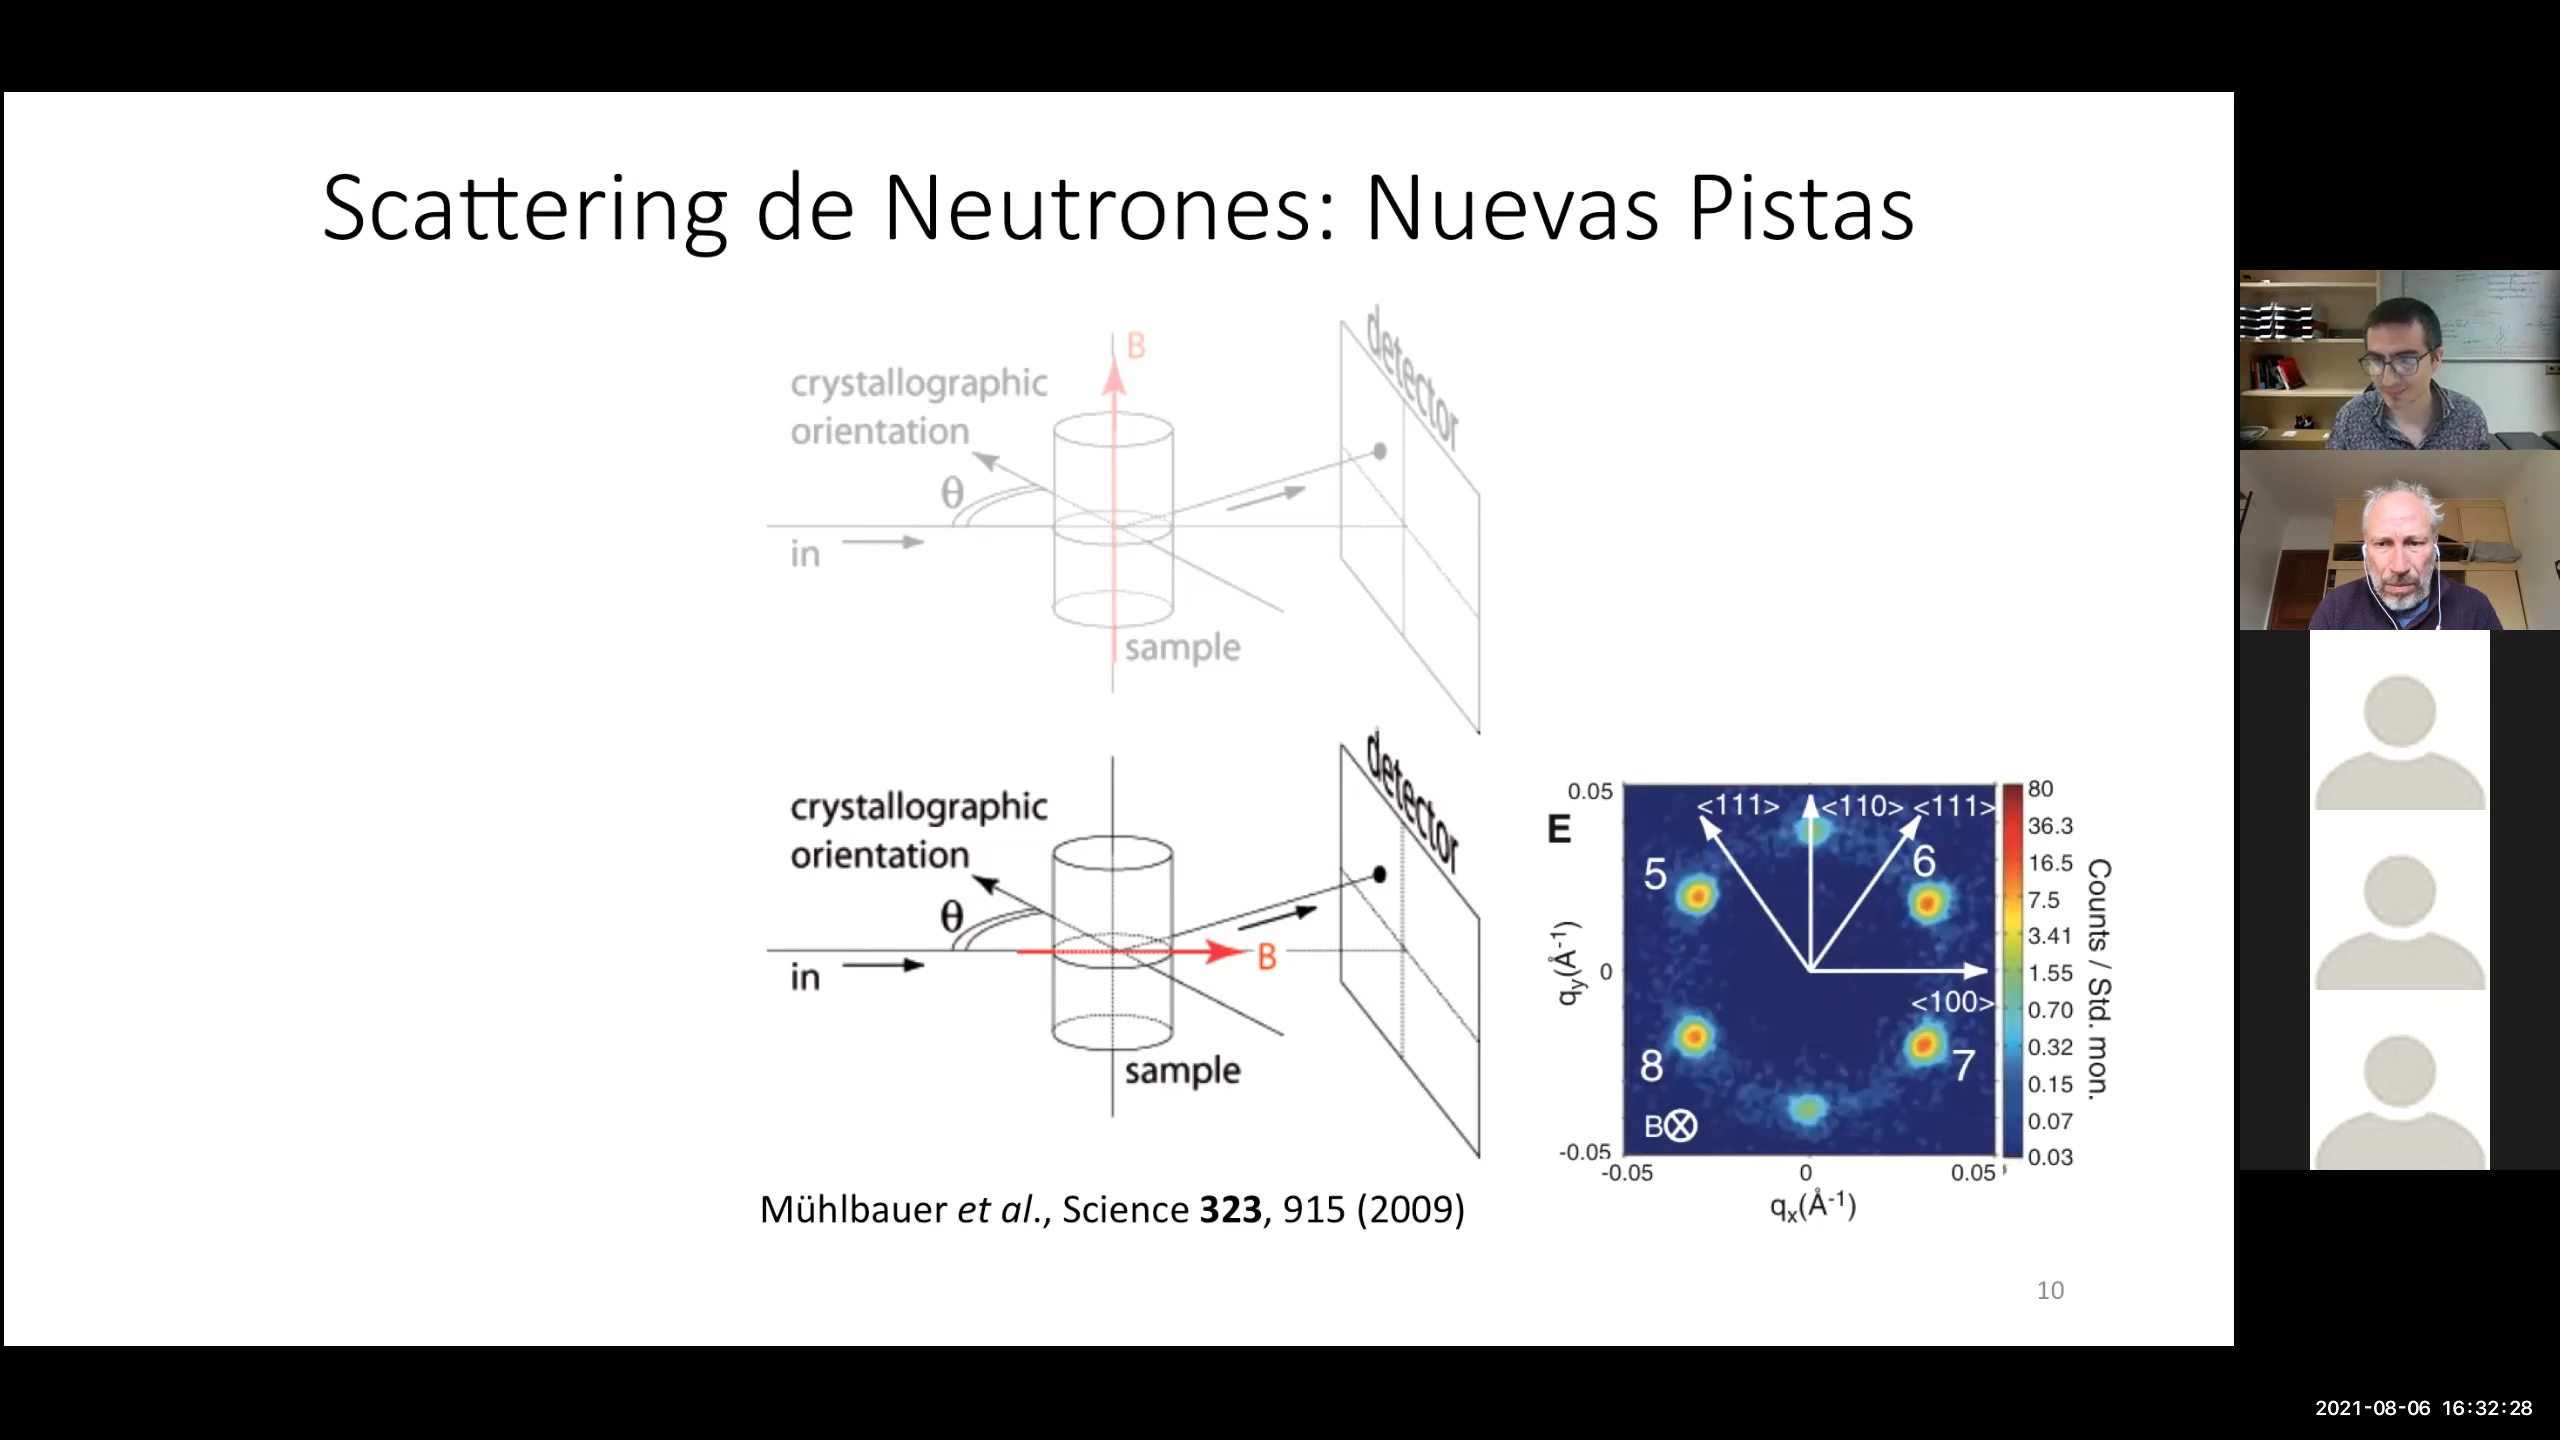 Scattering de Neutrones: Nuevas Pistas
B
detector
crystallographic
orientation
θ
in
sample
detector
crystallographic
orientation
θ
in
B
sample
E
0.05
0
-0.05
qy(Å-1)
<111>
<110>
<111>
5
6
<100>
8
7
B
-0.05
0
0.05
qx(Å-1)
80
36.3
16.5
7.5
3.41
1.55
0.70
0.32
0.15
0.07
0.03
Counts / Std. mon.
Mühlbauer et al., Science 323, 915 (2009)
10
2021-08-06 16:32:28